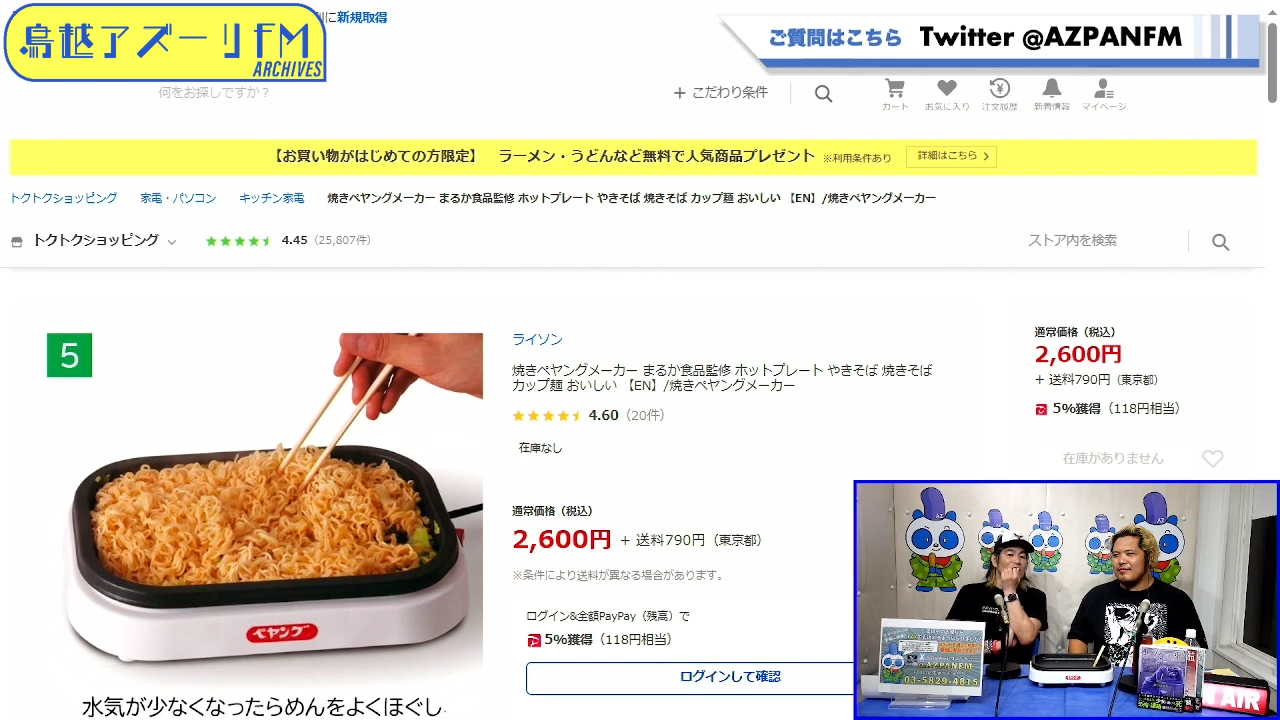 鳥越アズーリFM
ARCHIVES
に新規取得
ご質問はこちら Twitter @AZPANFM
何をお探しですか？
+ こだわり条件
カート
お気に入り
注文履歴
新着情報
マイページ
【お買い物がはじめての方限定】 ラーメン・うどんなど無料で人気商品プレゼント ※利用条件あり
詳細はこちら
トクトクショッピング
家電・パソコン
キッチン家電
焼きペヤングメーカー まるか食品監修 ホットプレート やきそば 焼きそば カップ麺 おいしい 【EN】/焼きペヤングメーカー
トクトクショッピング
4.45（25,807件）
ストア内を検索
5
ペヤング
水気が少なくなったらめんをよくほぐし
ライソン
焼きペヤングメーカー まるか食品監修 ホットプレート やきそば 焼きそば
カップ麺 おいしい 【EN】/焼きペヤングメーカー
4.60（20件）
在庫なし
通常価格（税込）
2,600円 + 送料790円（東京都）
※条件により送料が異なる場合があります。
ログイン&全額PayPay（残高）で
5%獲得（118円相当）
ログインして確認
通常価格（税込）
2,600円
+ 送料790円（東京都）
5%獲得（118円相当）
在庫がありません
@AZPANFM
03-5829-4815
AIR